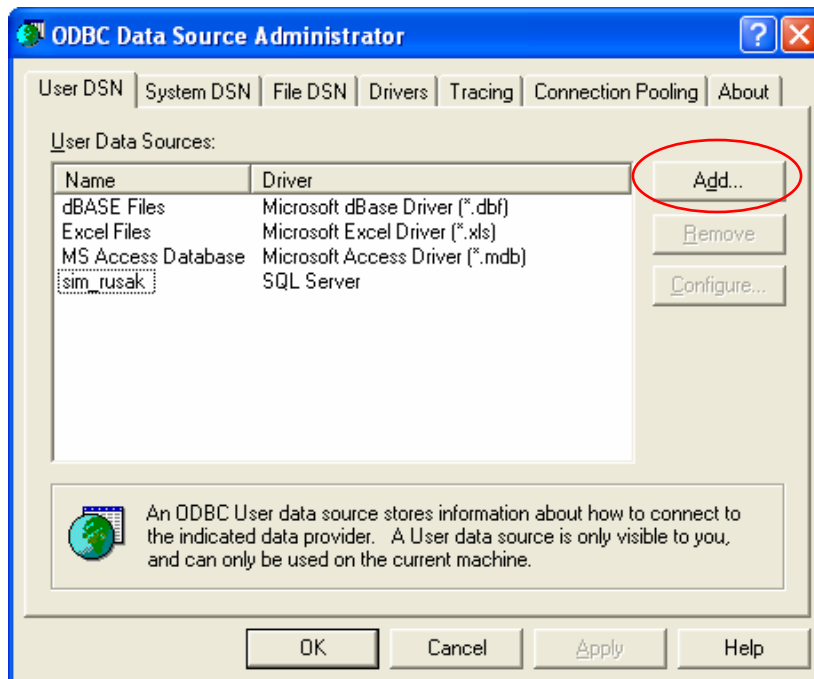 ODBC Data Source Administrator
User DSN System DSN File DSN Drivers Tracing Connection Pooling About
User Data Sources:
Name Driver
dBASE Files Microsoft dBase Driver (*.dbf)
Excel Files Microsoft Excel Driver (*.xls)
MS Access Database Microsoft Access Driver (*.mdb)
sim_rusak SQL Server
Add...
Remove
Configure...
An ODBC User data source stores information about how to connect to
the indicated data provider. A User data source is only visible to you,
and can only be used on the current machine.
OK Cancel Apply Help